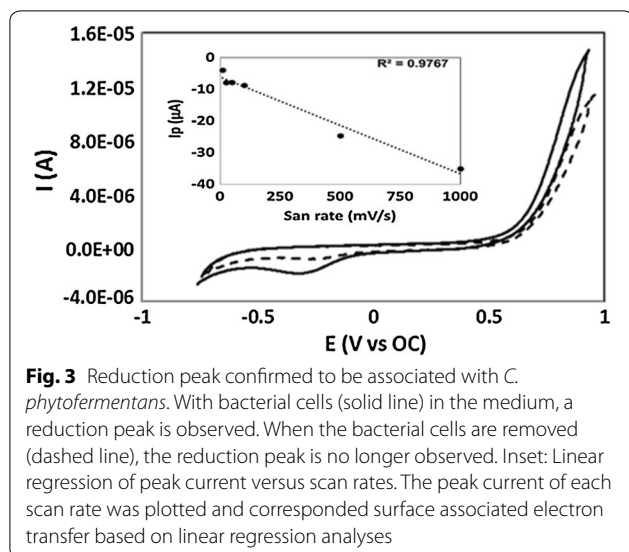 1.6E-05
1.2E-05
8.0E-06
4.0E-06
0.0E+00
-4.0E-06
I (A)
-1
-0.5
0
0.5
1
E (V vs OC)
R² = 0.9767
0
-10
-20
-30
-40
Ip(µA)
0
250
500
750
1000
San rate (mV/s)
Fig. 3 Reduction peak confirmed to be associated with C.
phytofermentans. With bacterial cells (solid line) in the medium, a
reduction peak is observed. When the bacterial cells are removed
(dashed line), the reduction peak is no longer observed. Inset: Linear
regression of peak current versus scan rates. The peak current of each
scan rate was plotted and corresponded surface associated electron
transfer based on linear regression analyses